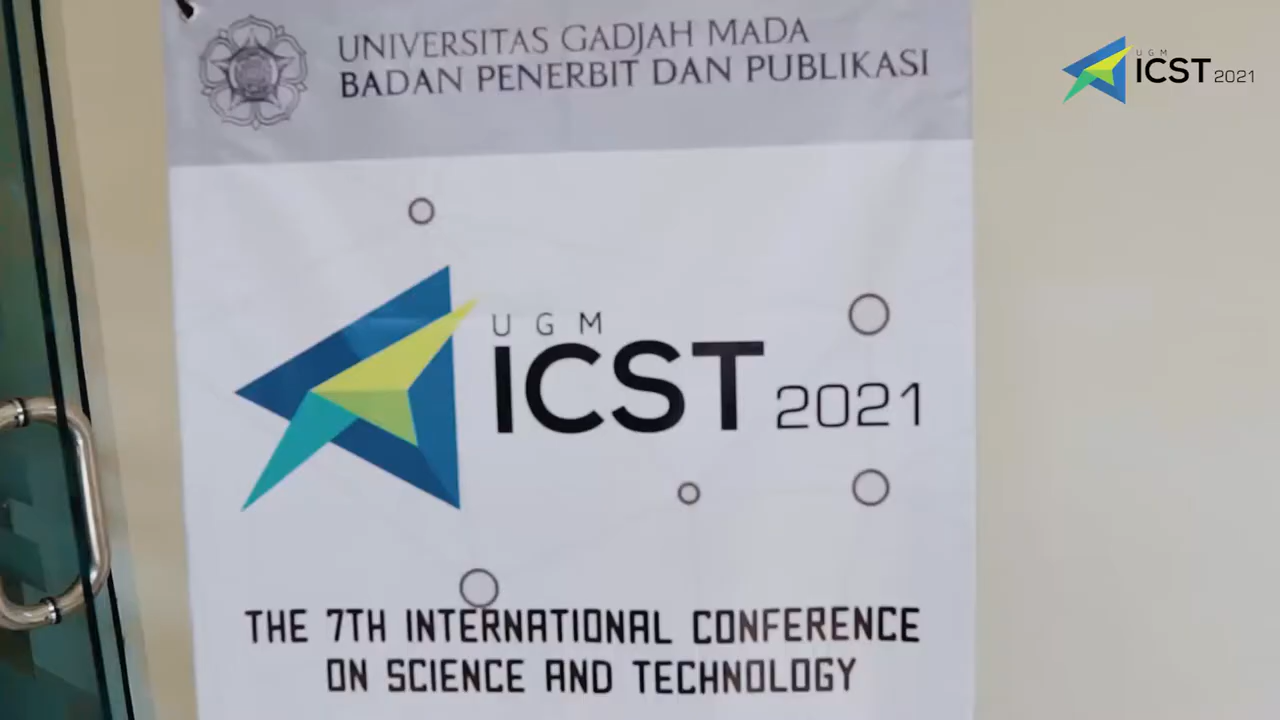 UNIVERSITAS GADJAH MADA
BADAN PENERBIT DAN PUBLIKASI
UGM
ICST 2021
UGM
ICST 2021
THE 7TH INTERNATIONAL CONFERENCE
ON SCIENCE AND TECHNOLOGY